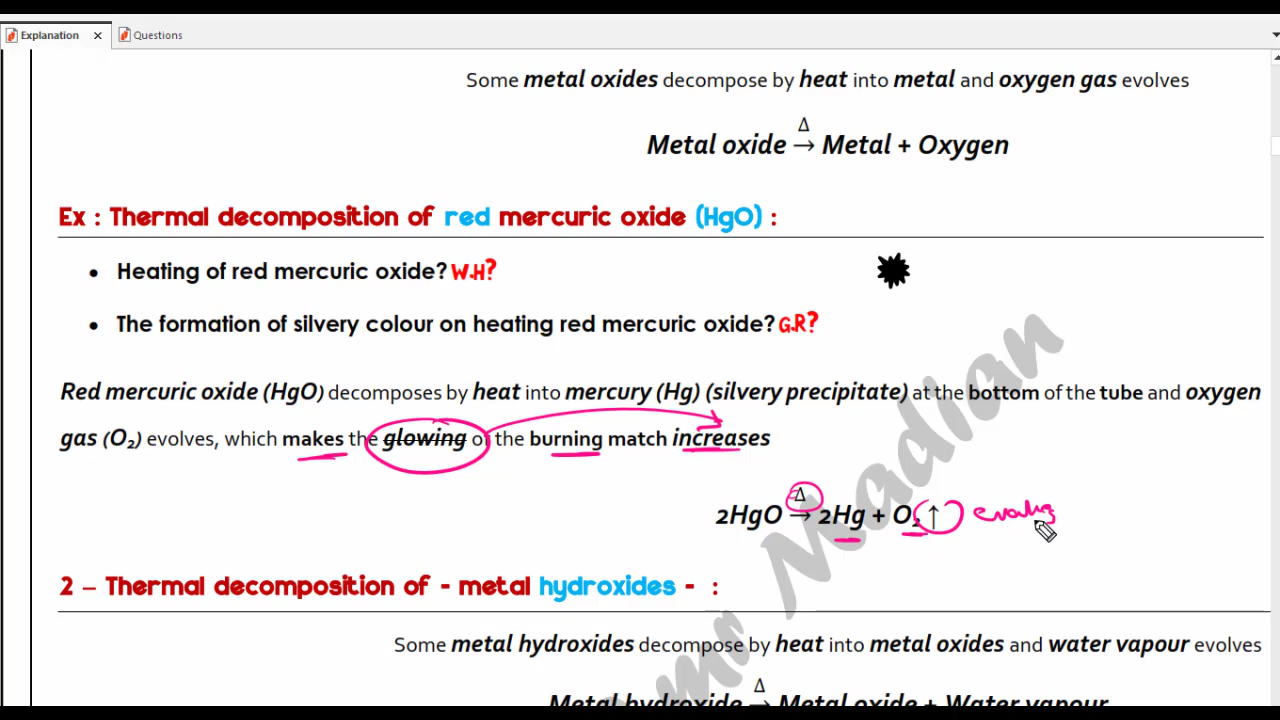 Explanation X Questions
Some metal oxides decompose by heat into metal and oxygen gas evolves
Δ
Metal oxide → Metal + Oxygen
Ex : Thermal decomposition of red mercuric oxide (HgO) :
• Heating of red mercuric oxide? W.H?
• The formation of silvery colour on heating red mercuric oxide? G.R?
Red mercuric oxide (HgO) decomposes by heat into mercury (Hg) (silvery precipitate) at the bottom of the tube and oxygen
gas (O₂) evolves, which makes the glowing of the burning match increases
Δ
2HgO → 2Hg + O₂ ↑
2 – Thermal decomposition of - metal hydroxides - :
Some metal hydroxides decompose by heat into metal oxides and water vapour evolves
Δ
Metal hydroxide → Metal oxide + Water vapour
mr Madian